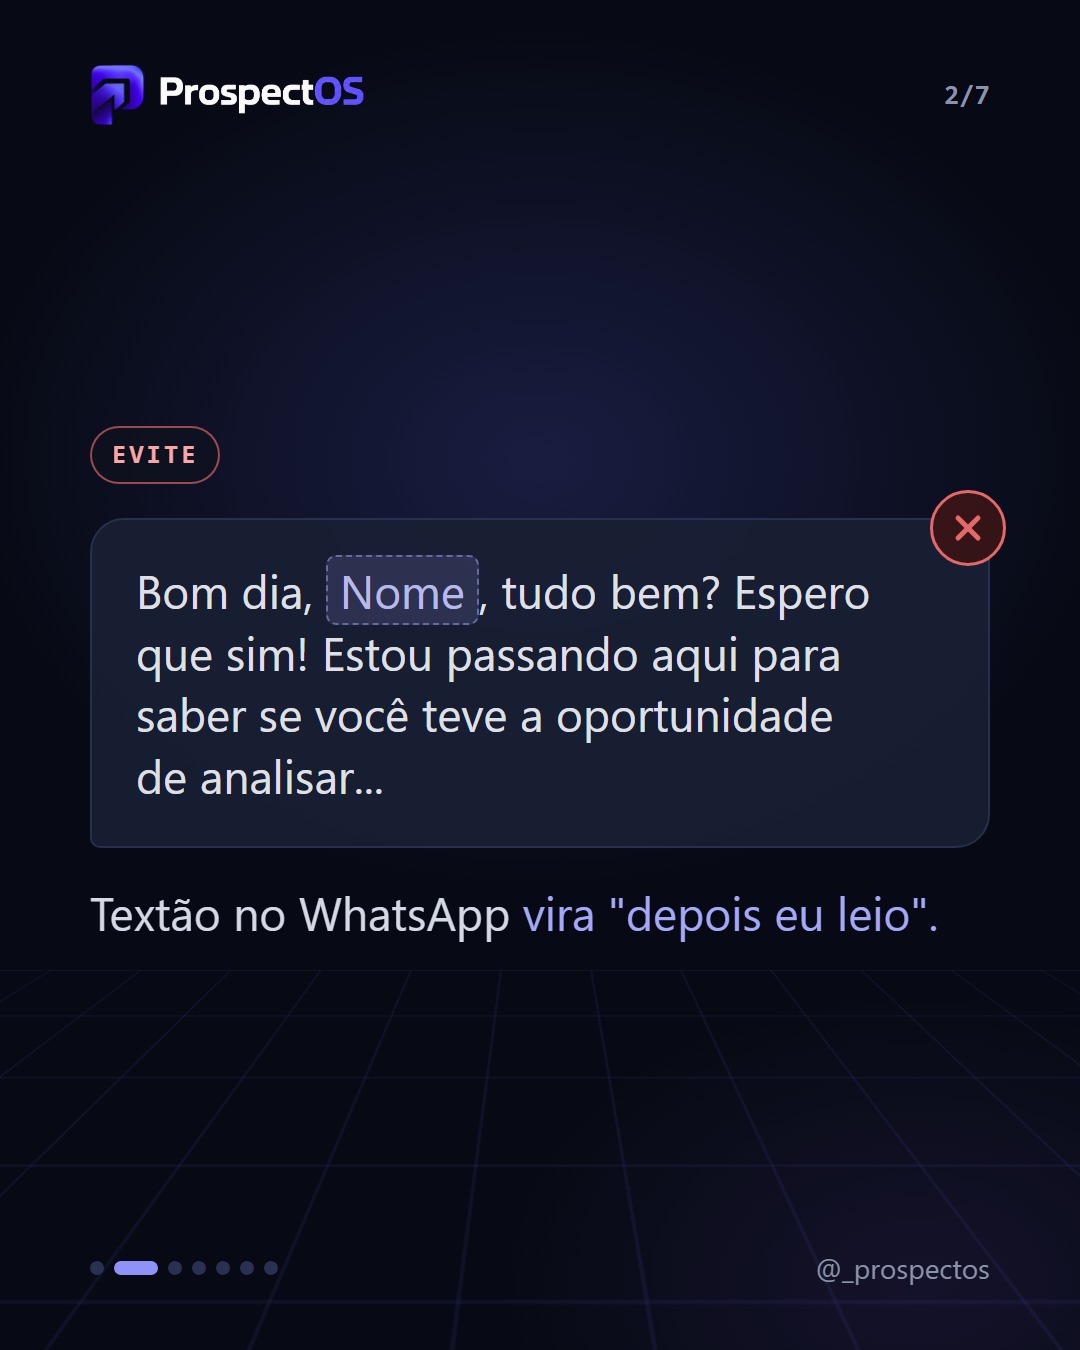 ProspectOS
2/7
EVITE
Bom dia, Nome, tudo bem? Espero
que sim! Estou passando aqui para
saber se você teve a oportunidade
de analisar...
Textão no WhatsApp vira "depois eu leio".
@_prospectos